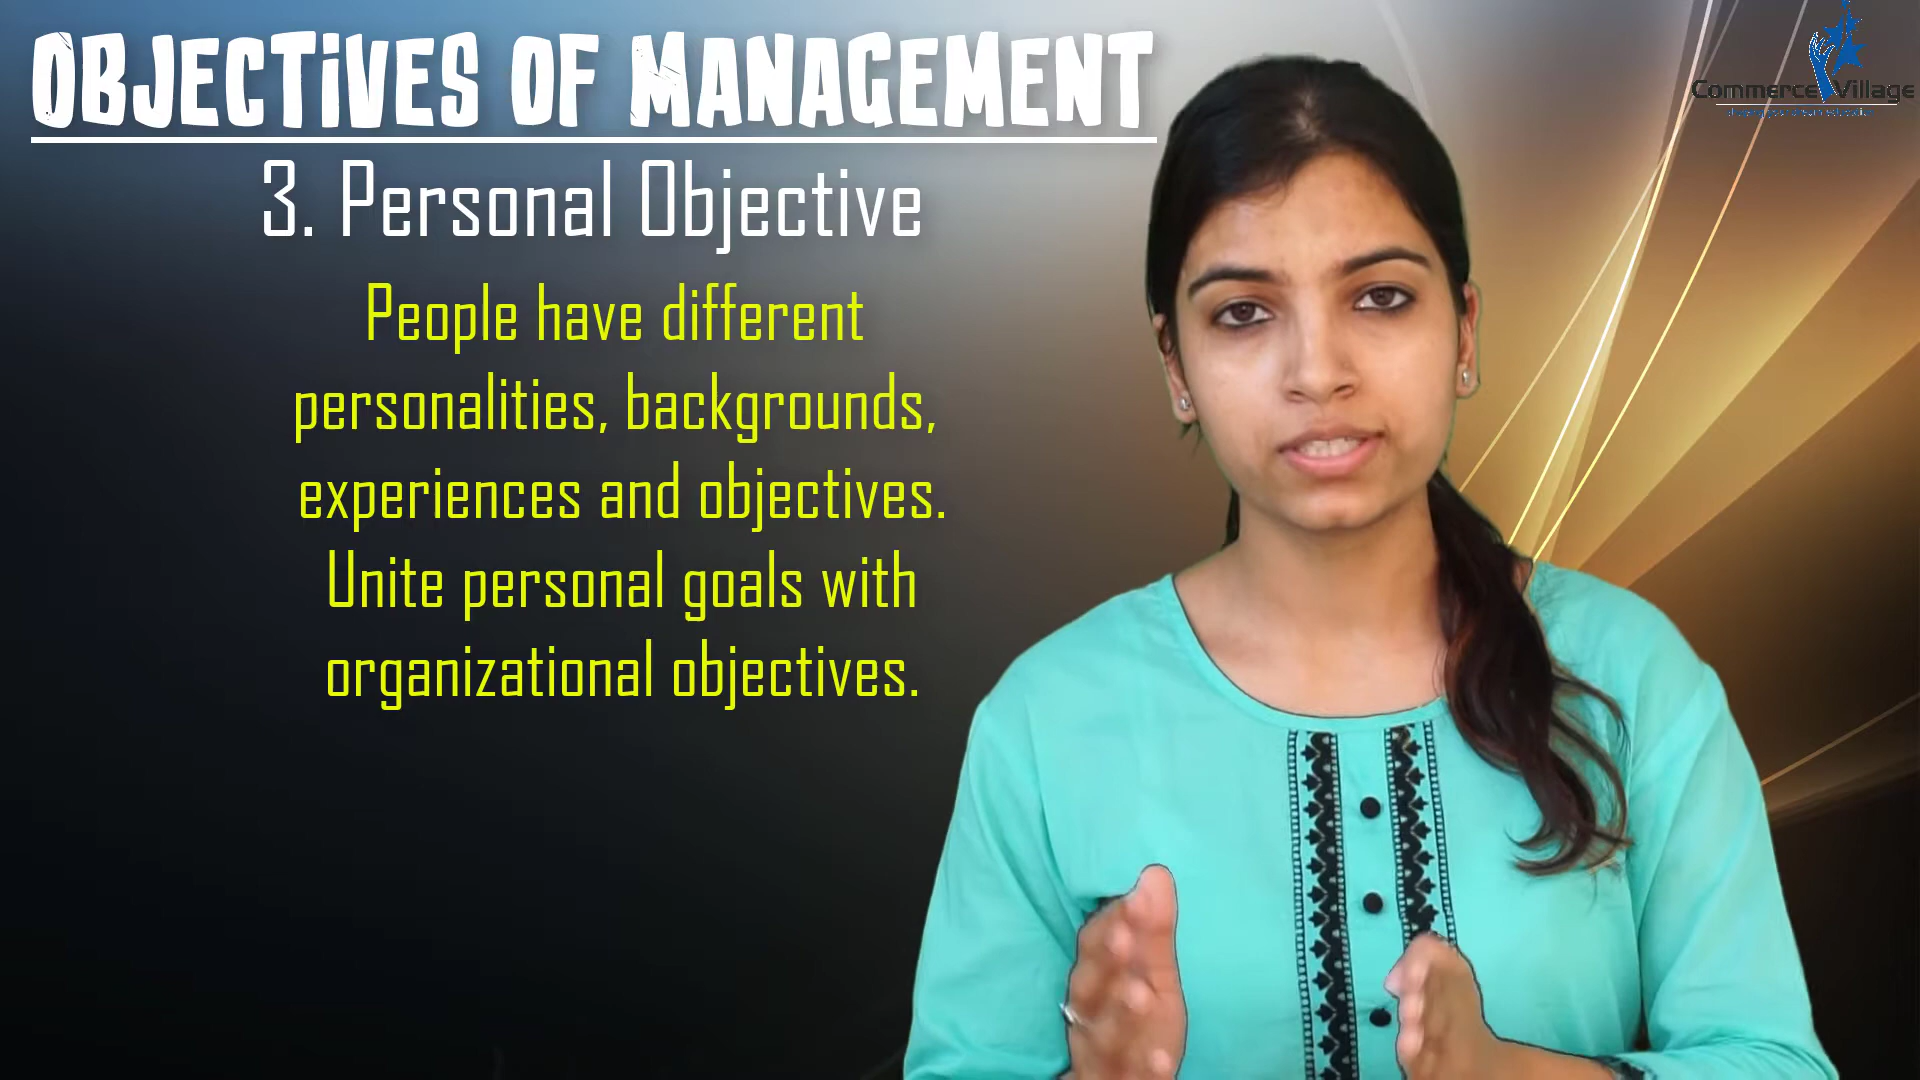 OBJECTIVES OF MANAGEMENT
Commerce Village
3. Personal Objective
People have different
personalities, backgrounds,
experiences and objectives.
Unite personal goals with
organizational objectives.